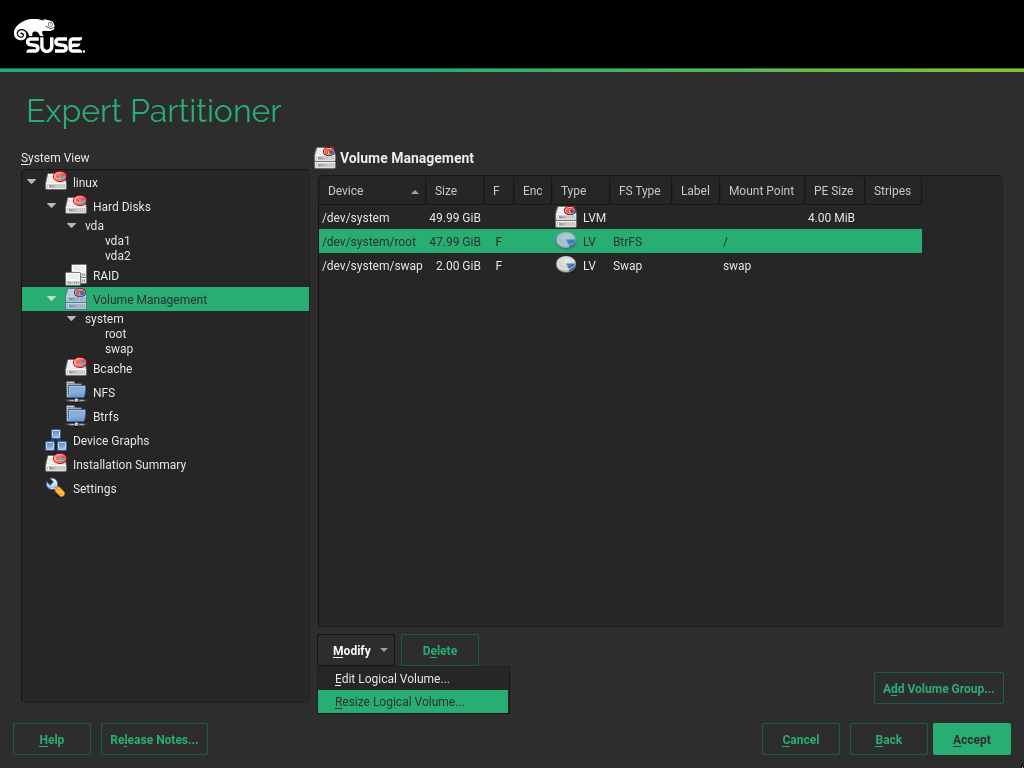 SUSE.
Expert Partitioner
System View
linux
Hard Disks
vda
vda1
vda2
RAID
Volume Management
system
root
swap
Bcache
NFS
Btrfs
Device Graphs
Installation Summary
Settings
Volume Management
Device Size F Enc Type FS Type Label Mount Point PE Size Stripes
/dev/system 49.99 GiB LVM 4.00 MiB
/dev/system/root 47.99 GiB F LV BtrFS /
/dev/system/swap 2.00 GiB F LV Swap swap
Modify Delete
Edit Logical Volume...
Resize Logical Volume...
Add Volume Group...
Help Release Notes... Cancel Back Accept